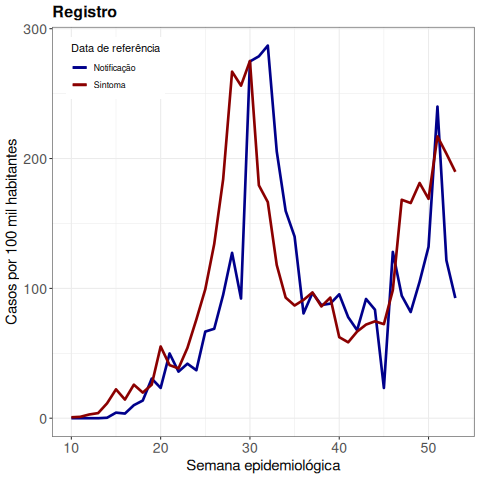 Registro
Casos por 100 mil habitantes
300
200
100
0
Data de referência
Notificação
Sintoma
10
20
30
40
50
Semana epidemiológica